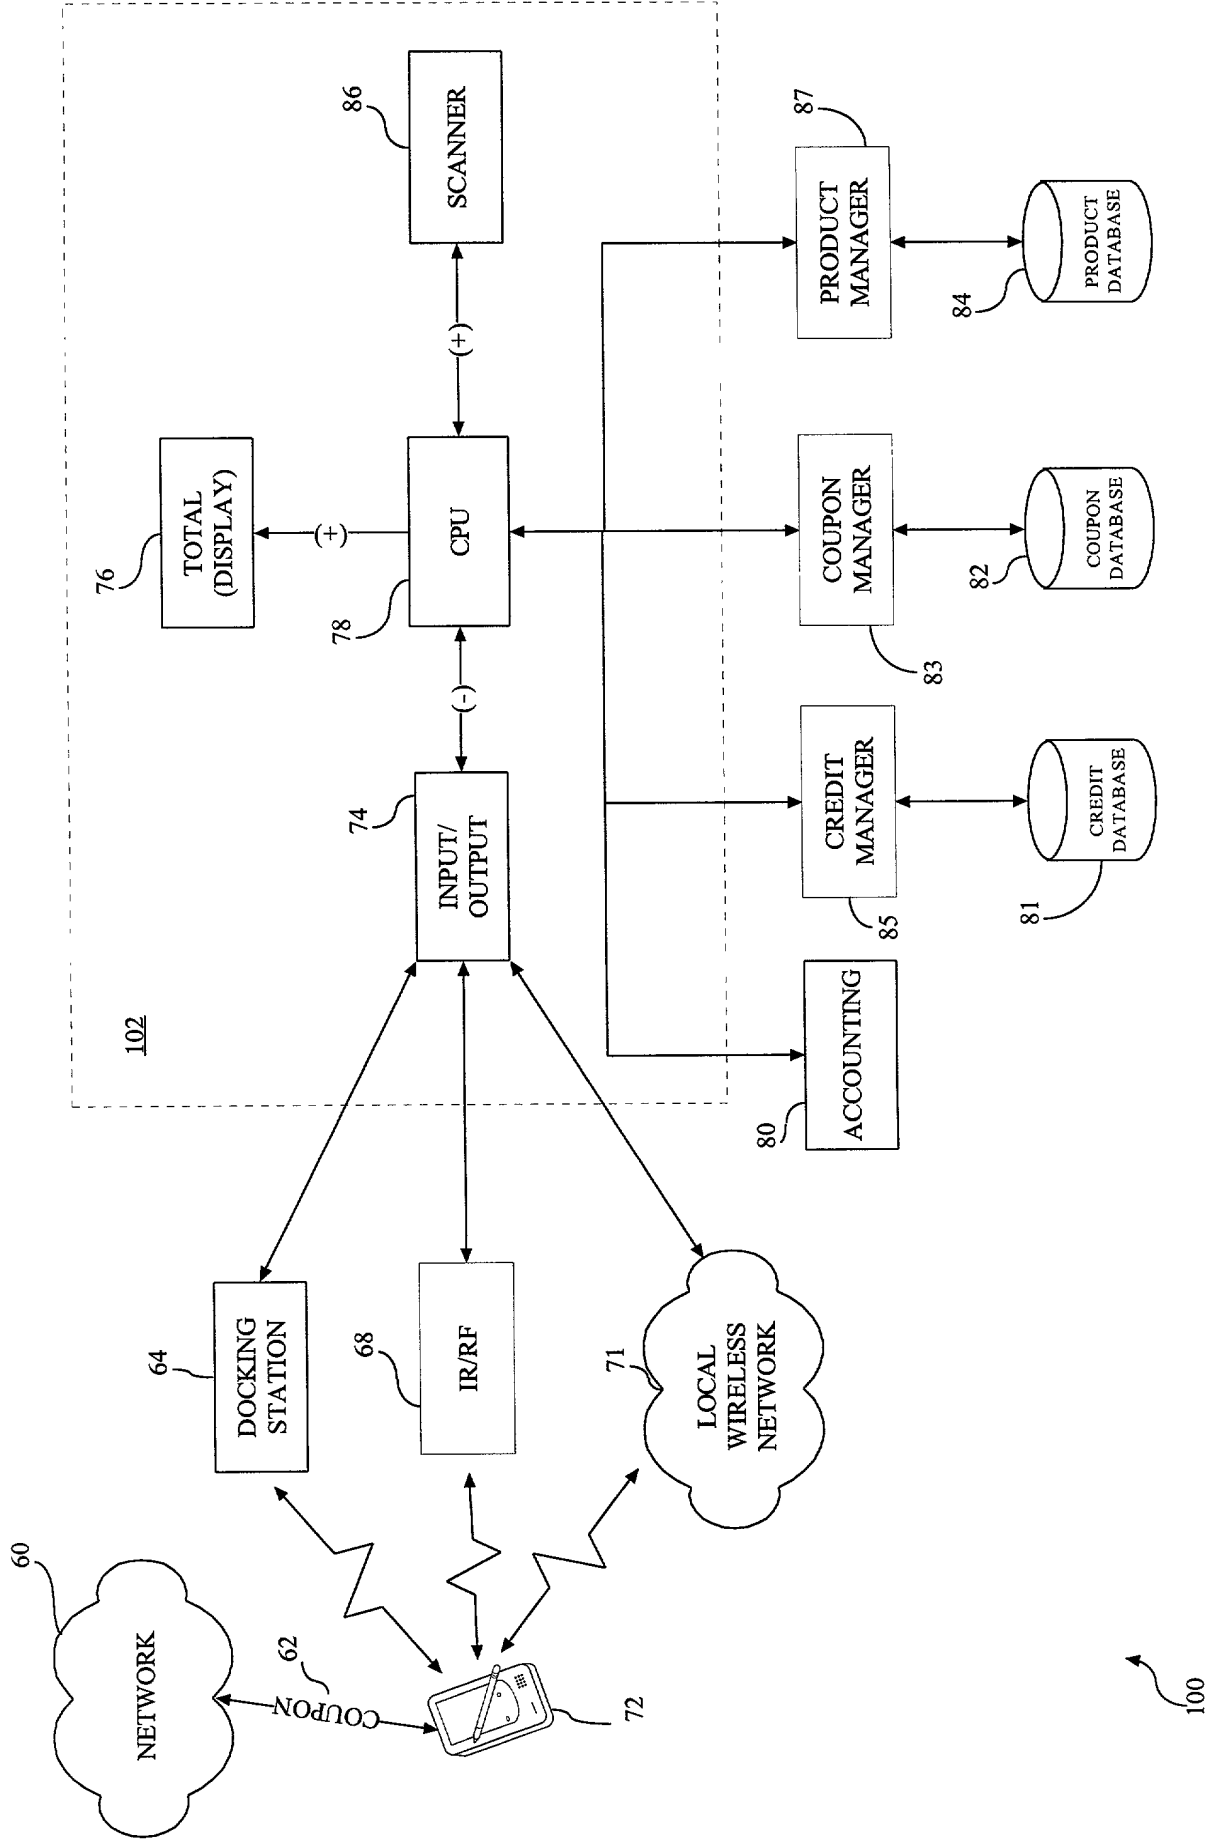 60
NETWORK
62
COUPON
72
64
DOCKING
STATION
68
IR/RF
71
LOCAL
WIRELESS
NETWORK
102
74
INPUT/
OUTPUT
(-)
76
TOTAL
(DISPLAY)
(+)
78
CPU
(+)
86
SCANNER
80
ACCOUNTING
85
CREDIT
MANAGER
81
CREDIT
DATABASE
83
COUPON
MANAGER
82
COUPON
DATABASE
87
PRODUCT
MANAGER
84
PRODUCT
DATABASE
100